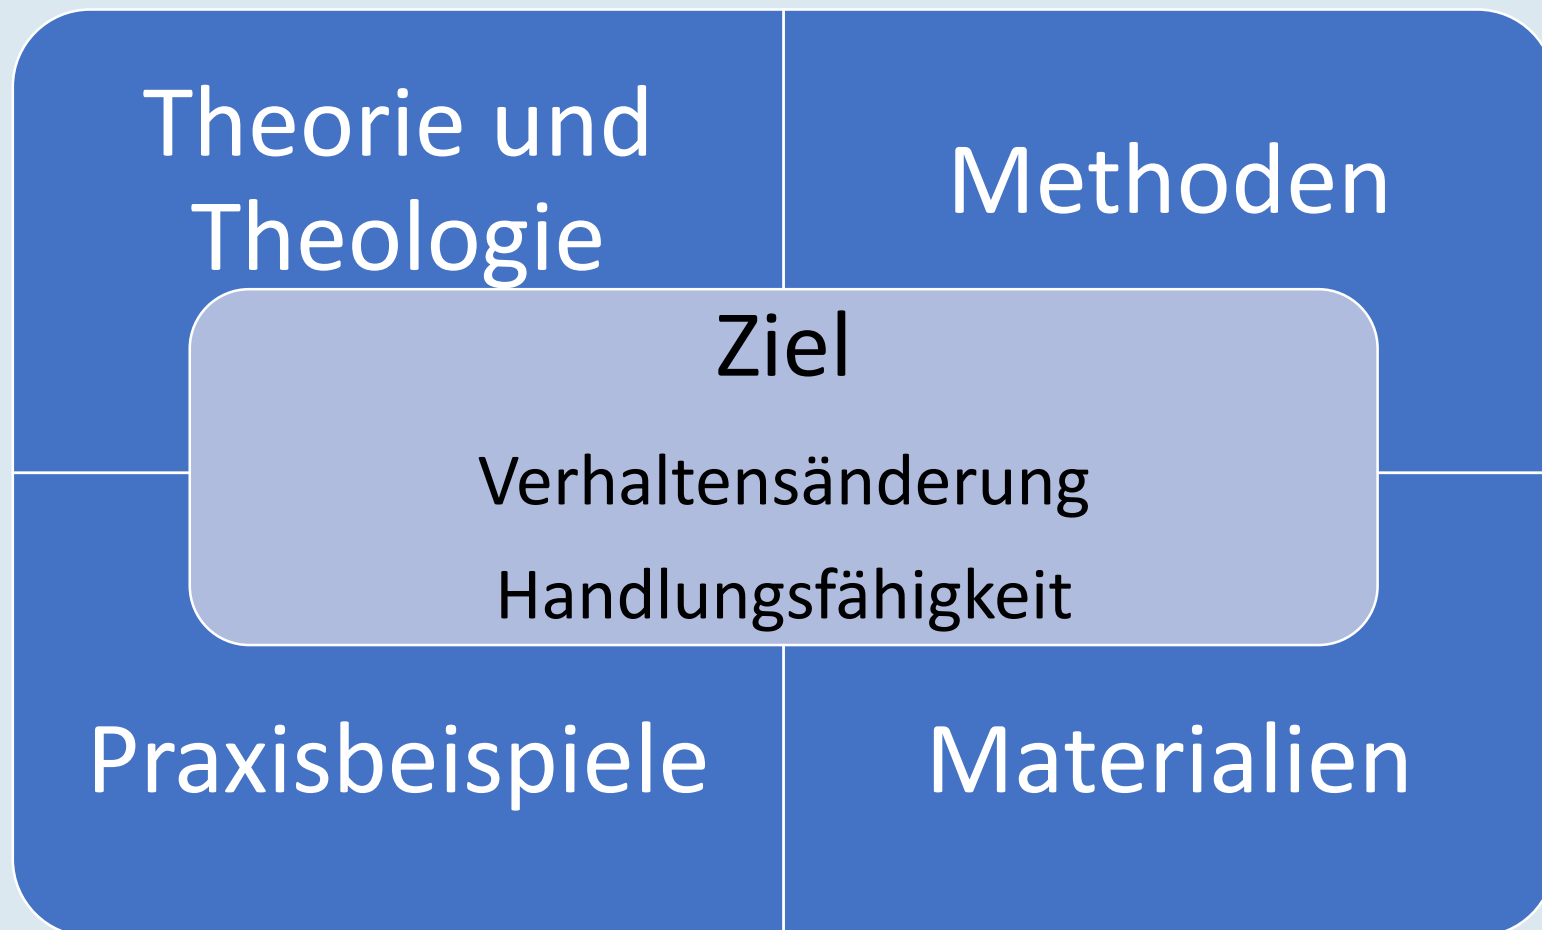 Theorie und
Theologie
Methoden
Ziel
Verhaltensänderung
Handlungsfähigkeit
Praxisbeispiele
Materialien